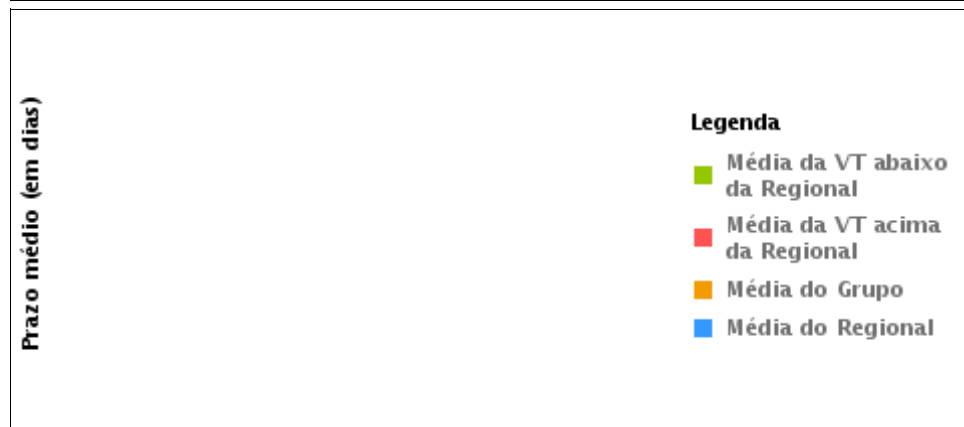 Prazo médio (em dias)
Legenda
Média da VT abaixo
da Regional
Média da VT acima
da Regional
Média do Grupo
Média do Regional